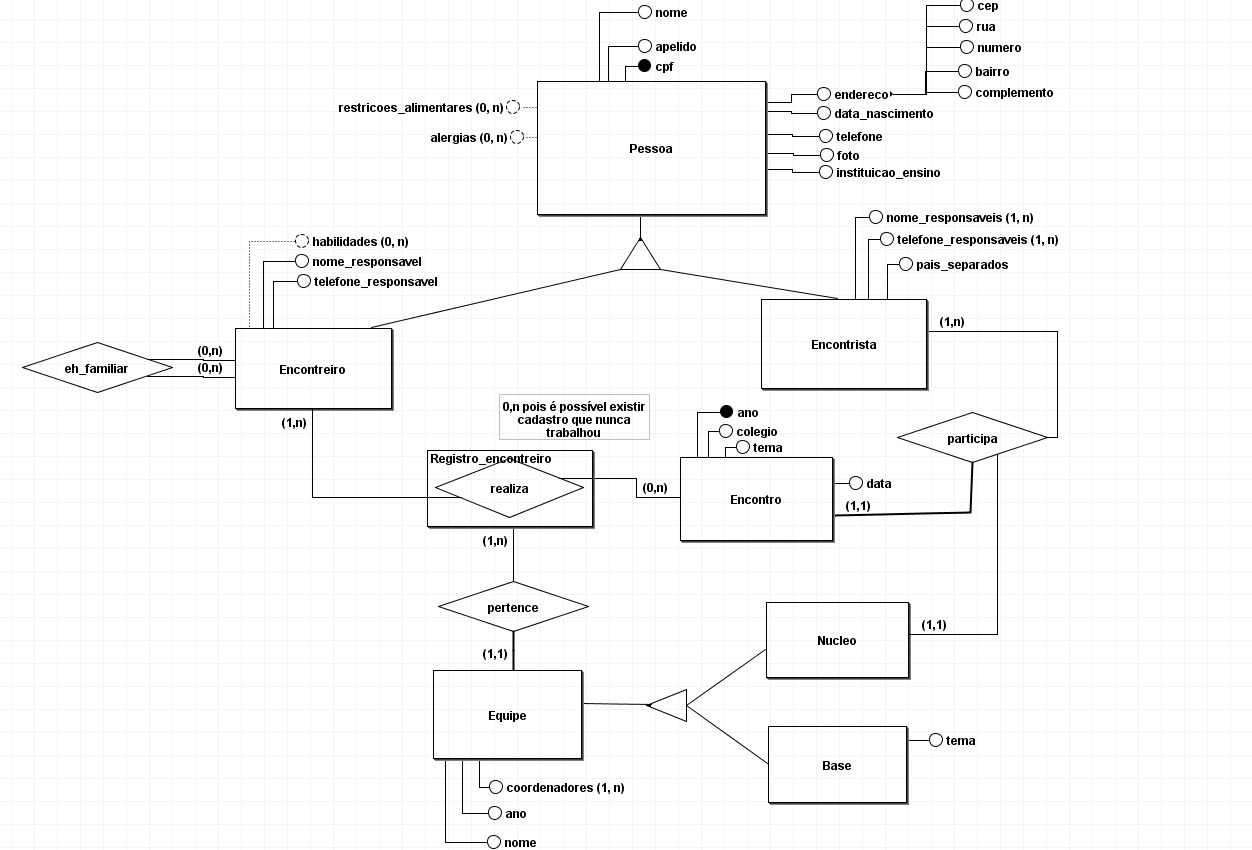 nome
apelido
cpf
cep
rua
numero
bairro
complemento
restricoes_alimentares (0, n)
alergias (0, n)
Pessoa
endereco
data_nascimento
telefone
foto
instituicao_ensino
habilidades (0, n)
nome_responsavel
telefone_responsavel
nome_responsaveis (1, n)
telefone_responsaveis (1, n)
pais_separados
eh_familiar
(0,n)
(0,n)
Encontreiro
(1,n)
Encontrista
(1,n)
0,n pois é possível existir
cadastro que nunca
trabalhou
ano
colegio
tema
participa
Registro_encontreiro
realiza
(0,n)
Encontro
data
(1,1)
(1,n)
pertence
(1,1)
Nucleo
(1,1)
Equipe
Base
tema
coordenadores (1, n)
ano
nome